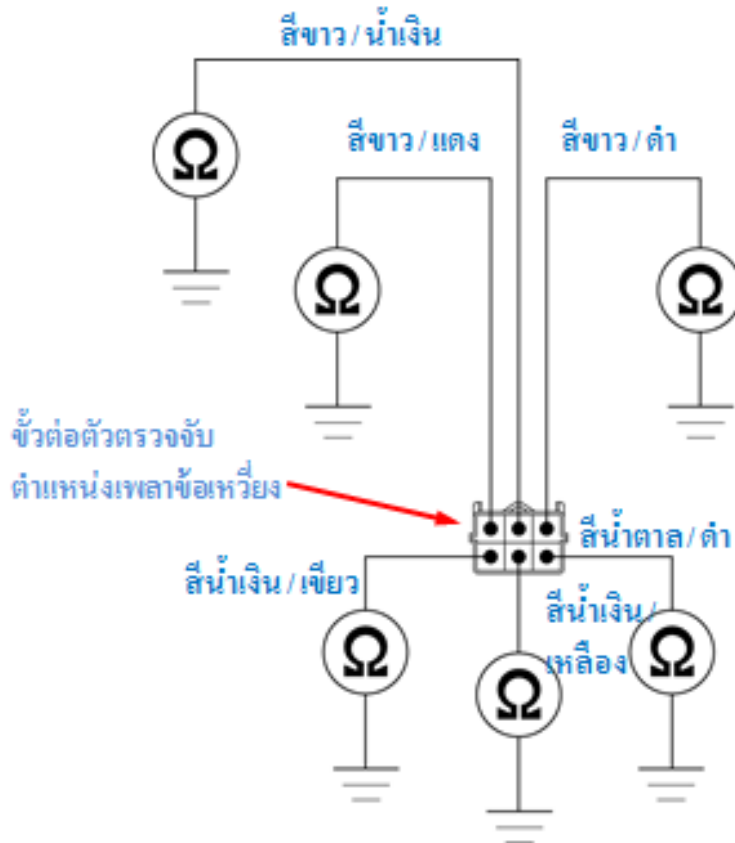 สีขาว / น้ำเงิน
สีขาว / แดง
สีขาว / ดำ
Ω
Ω
Ω
ขั้วต่อตัวตรวจจับ
ตำแหน่งเพลาข้อเหวี่ยง
สีน้ำตาล / ดำ
สีน้ำเงิน / เขียว
สีน้ำเงิน /
เหลือง
Ω
Ω
Ω